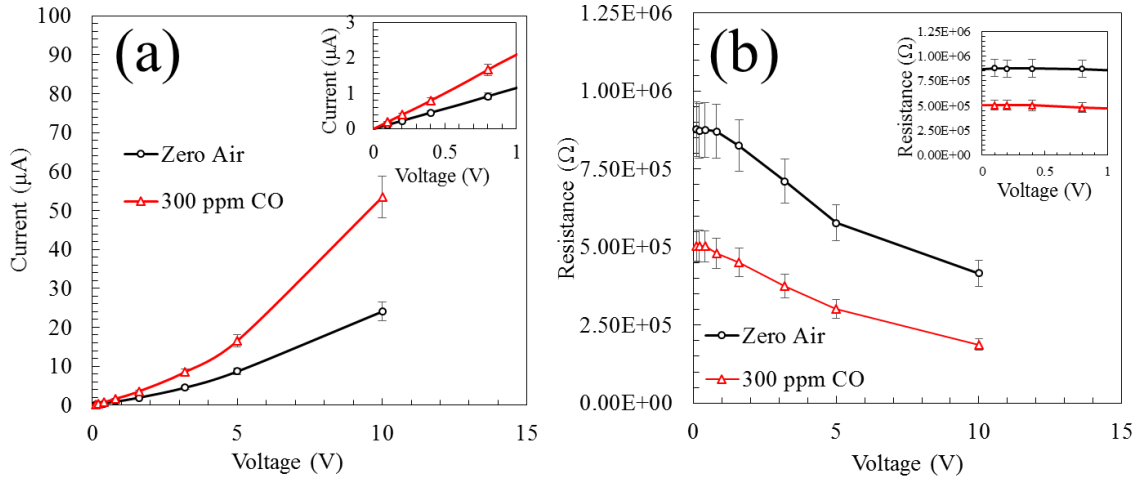 (a)
100
90
80
70
60
50
40
30
20
10
0
Current (μA)
0
5
10
15
Voltage (V)
Zero Air
300 ppm CO
3
2
1
0
Current (μA)
0
0.5
1
Voltage (V)
(b)
1.25E+06
1.00E+06
7.50E+05
5.00E+05
2.50E+05
0.00E+00
Resistance (Ω)
0
5
10
15
Voltage (V)
Zero Air
300 ppm CO
1.25E+06
1.00E+06
7.50E+05
5.00E+05
2.50E+05
0.00E+00
Resistance (Ω)
0
0.5
1
Voltage (V)